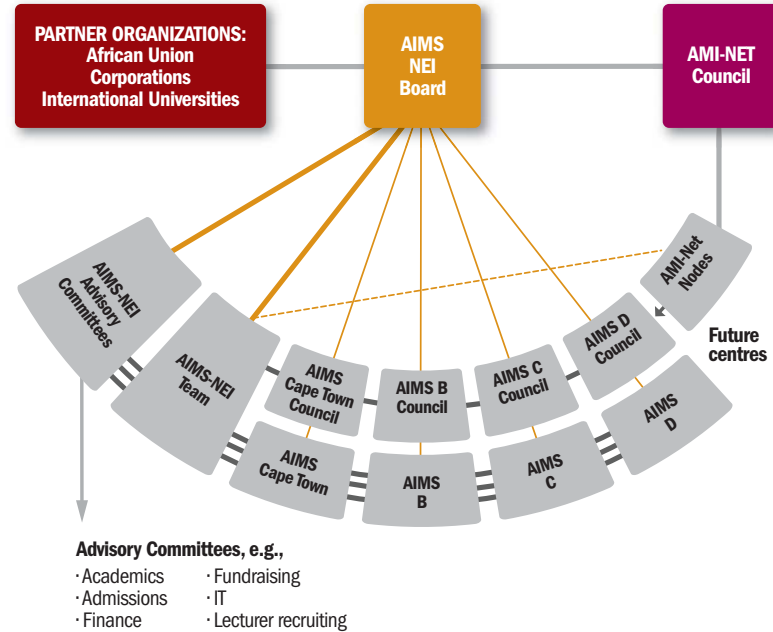 PARTNER ORGANIZATIONS:
African Union
Corporations
International Universities
AIMS
NEI
Board
AMI-NET
Council
AIMS-NEI
Advisory
Committees
AIMS-NEI
Team
AIMS
Cape Town
Council
AIMS B
Council
AIMS C
Council
AIMS D
Council
AMI-Net
Nodes
Future
centres
AIMS
Cape Town
AIMS
B
AIMS
C
AIMS
D
Advisory Committees, e.g.,
· Academics
· Admissions
· Finance
· Fundraising
· IT
· Lecturer recruiting